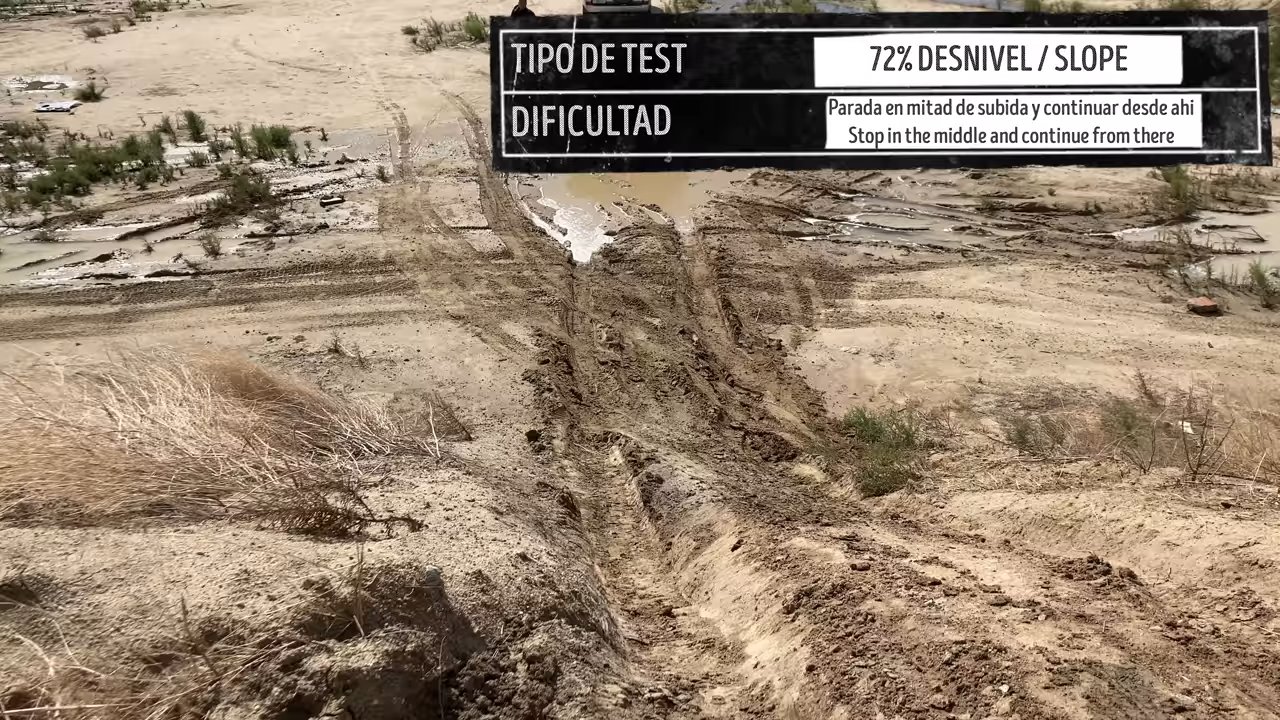 TIPO DE TEST
72% DESNIVEL / SLOPE
DIFICULTAD
Parada en mitad de subida y continuar desde ahi
Stop in the middle and continue from there